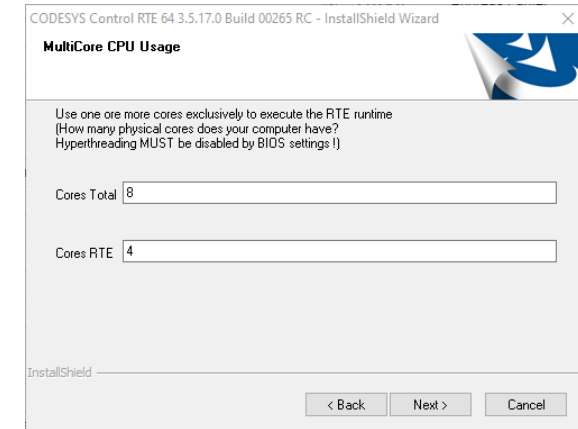 CODESYS Control RTE 64 3.5.17.0 Build 00265 RC - InstallShield Wizard
MultiCore CPU Usage
Use one ore more cores exclusively to execute the RTE runtime
(How many physical cores does your computer have?
Hyperthreading MUST be disabled by BIOS settings !)
Cores Total 8
Cores RTE 4
InstallShield
< Back Next > Cancel